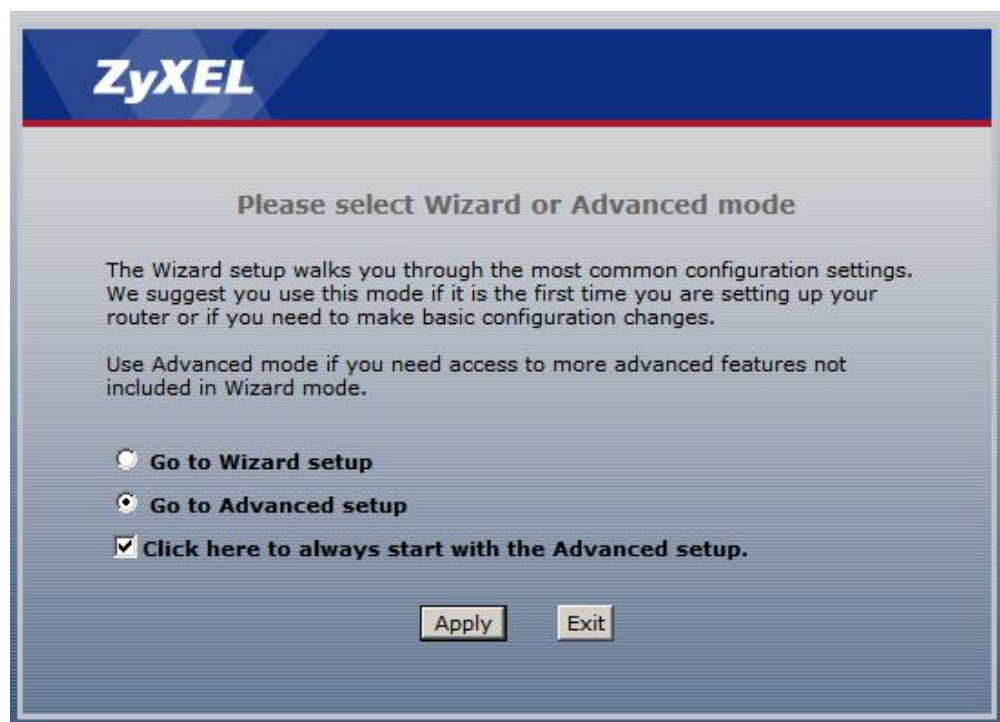 ZyXEL
Please select Wizard or Advanced mode
The Wizard setup walks you through the most common configuration settings.
We suggest you use this mode if it is the first time you are setting up your
router or if you need to make basic configuration changes.
Use Advanced mode if you need access to more advanced features not
included in Wizard mode.
Go to Wizard setup
Go to Advanced setup
Click here to always start with the Advanced setup.
Apply Exit